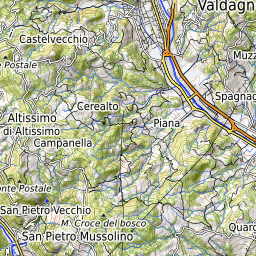 Valdagn
Castelvecchio
Muzz
e Postale
Spagnag
Cerealto
Altissimo
Piana
di Altissimo
Campanella
onte Postale
San Pietro Vecchio
M. Croce del bosco
Quarg
San Pietro Mussolino